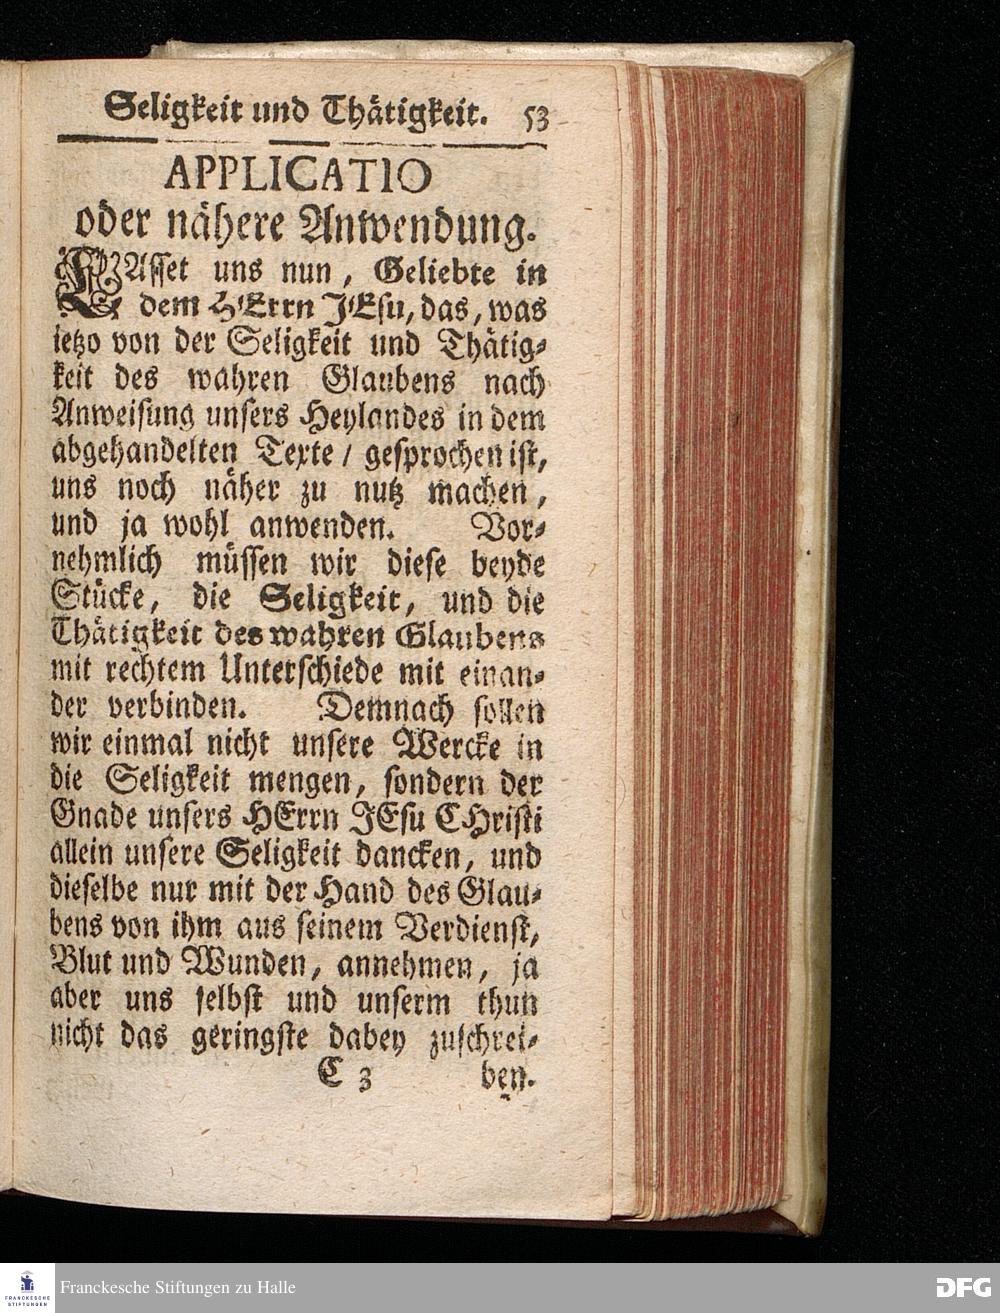 Seligkeit und Thätigkeit. 53
APPLICATIO
oder nähere Anwendung.
LAsset uns nun, Geliebte in
dem HErrn JEsu, das, was
ietzo von der Seligkeit und Thätig-
keit des wahren Glaubens nach
Anweisung unsers Heylandes in dem
abgehandelten Texte / gesprochen ist,
uns noch näher zu nutz machen,
und ja wohl anwenden. Vor-
nehmlich müssen wir diese beyde
Stücke, die Seligkeit, und die
Thätigkeit des wahren Glaubens
mit rechtem Unterschiede mit einan-
der verbinden. Demnach sollen
wir einmal nicht unsere Wercke in
die Seligkeit mengen, sondern der
Gnade unsers HErrn JEsu CHristi
allein unsere Seligkeit dancken, und
dieselbe nur mit der Hand des Glau-
bens von ihm aus seinem Verdienst,
Blut und Wunden, annehmen, ja
aber uns selbst und unserm thun
nicht das geringste dabey zuschrei-
C 3 ben.
FRANCKESCHE STIFTUNGEN
Franckesche Stiftungen zu Halle
DFG